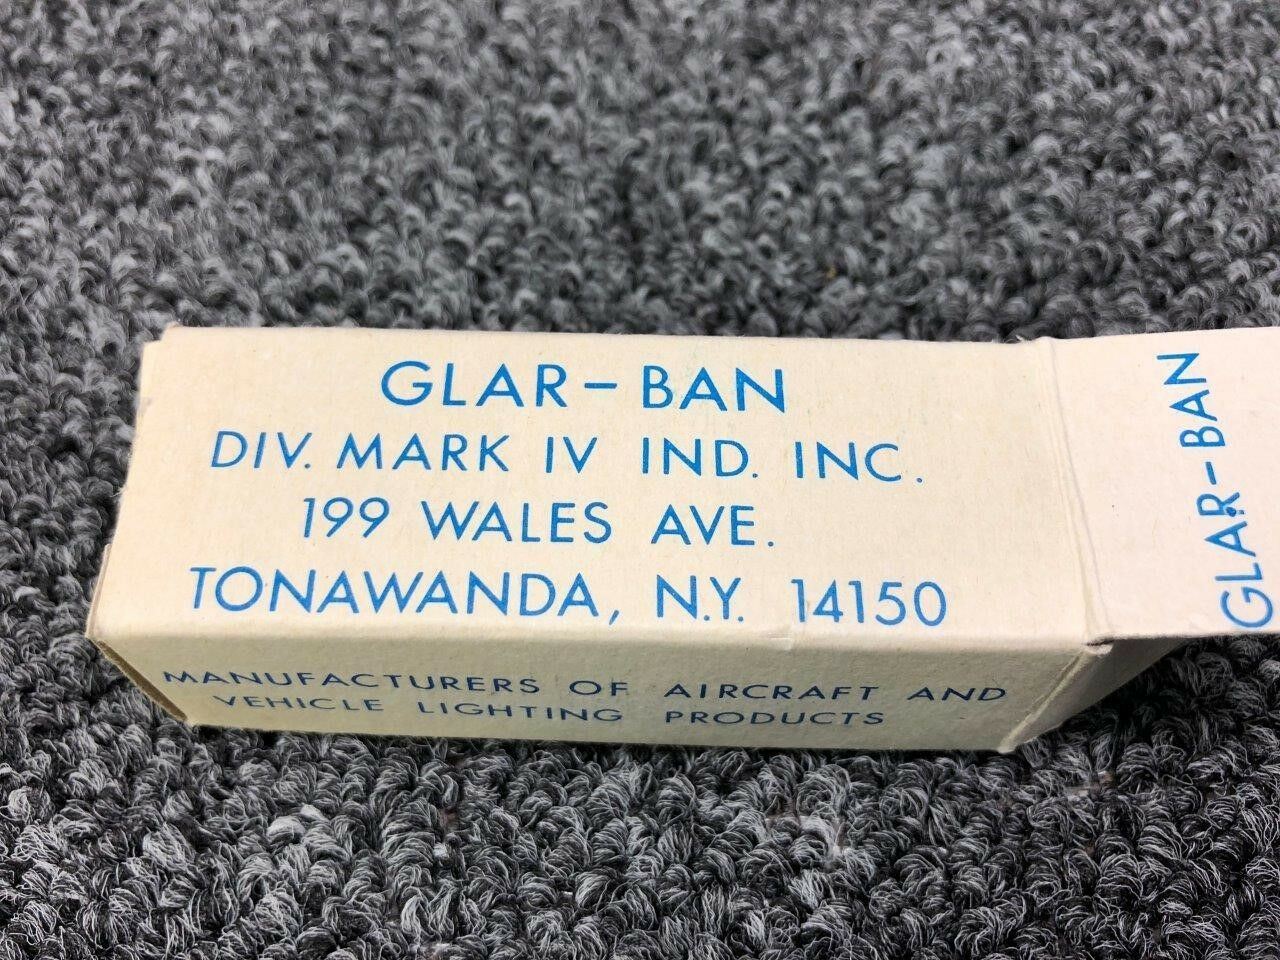 GLAR-BAN
DIV. MARK IV IND. INC.
199 WALES AVE.
TONAWANDA, N.Y. 14150
MANUFACTURERS OF AIRCRAFT AND
VEHICLE LIGHTING PRODUCTS
GLAR-BAN